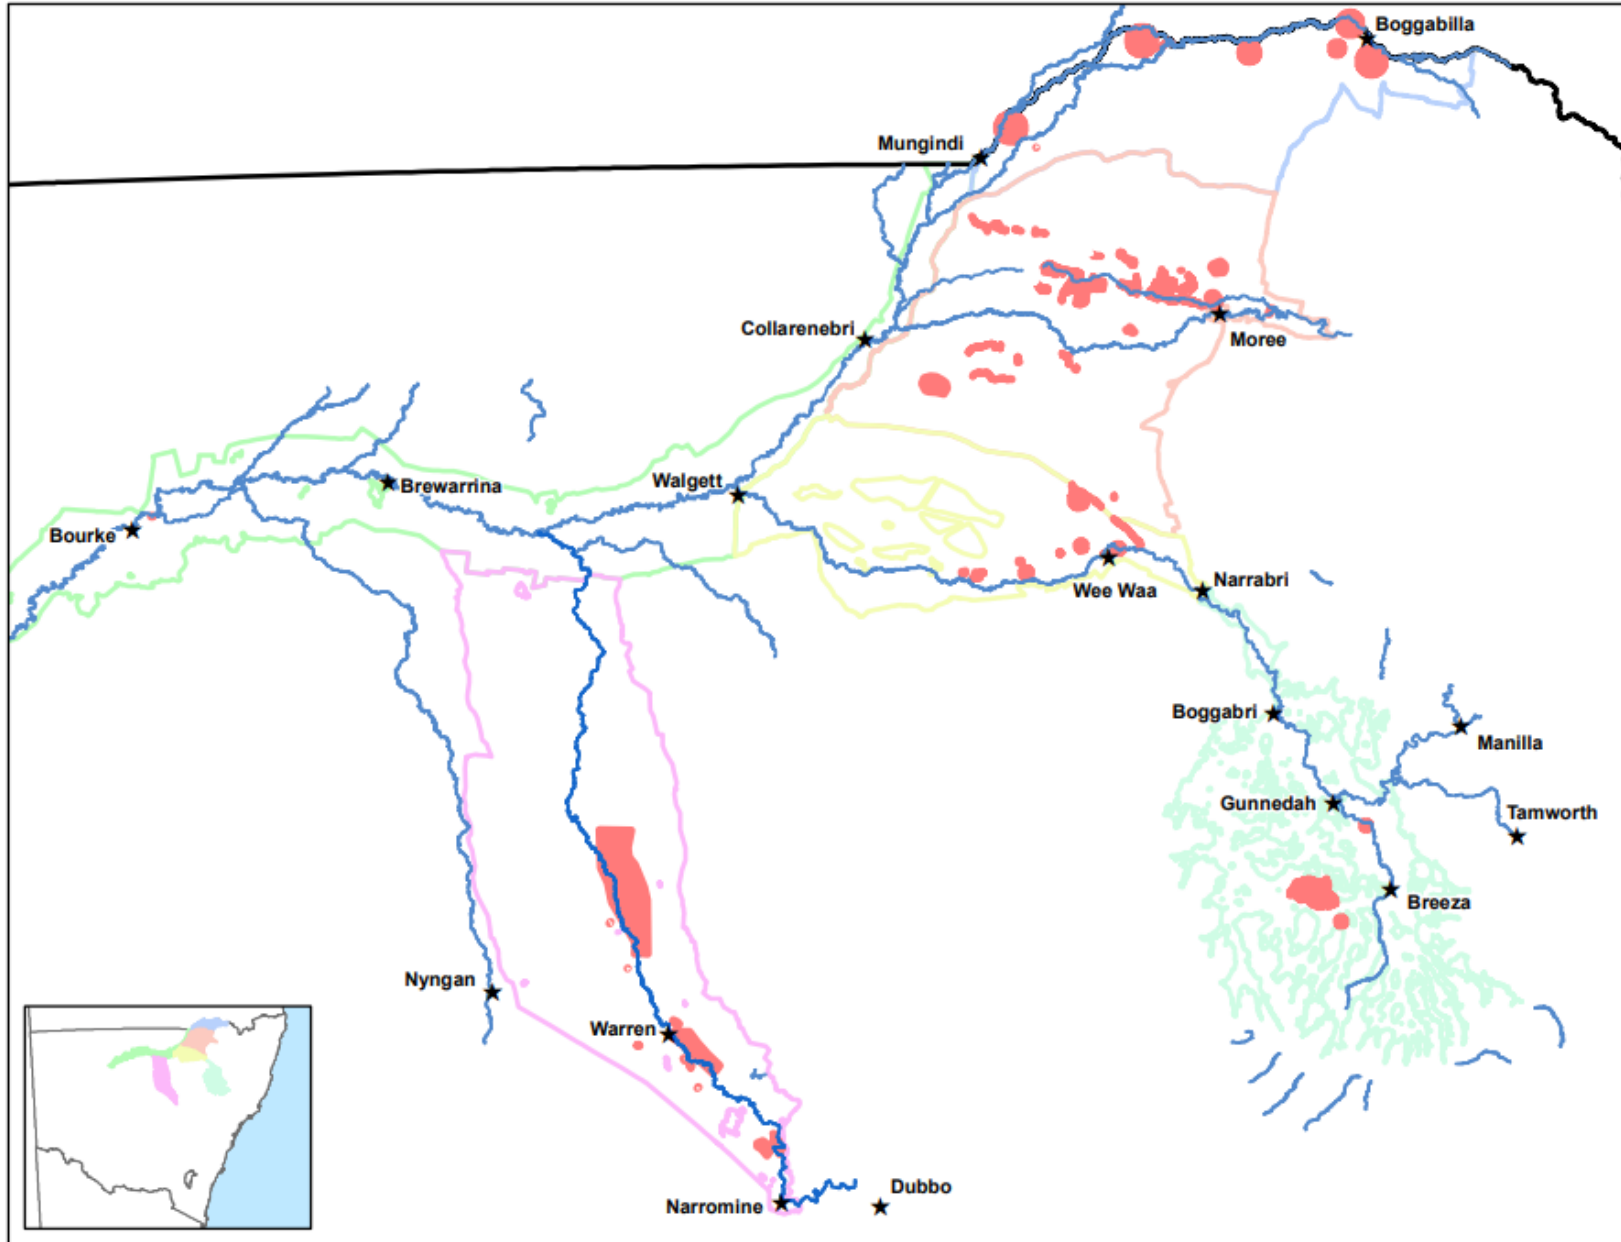 Boggabilla
Mungindi
Collarenebri
Moree
Walgett
Brewarrina
Bourke
Wee Waa
Narrabri
Boggabri
Manilla
Gunnedah
Tamworth
Breeza
Nyngan
Warren
Narromine
Dubbo